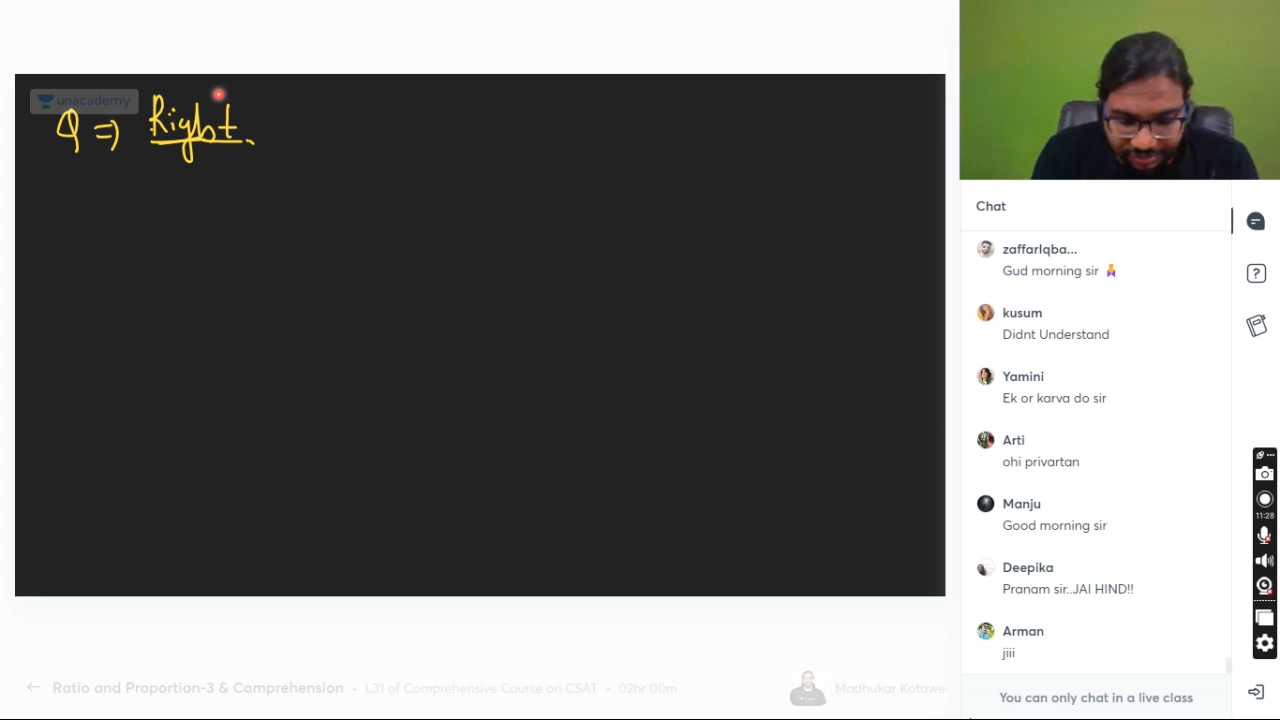 unacademy
Q ⇒ Right.
Chat
zaffarIqba...
Gud morning sir
kusum
Didnt Understand
Yamini
Ek or karva do sir
Arti
ohi privartan
Manju
Good morning sir
Deepika
Pranam sir..JAI HIND!!
Arman
jiii
You can only chat in a live class
11:28
← Ratio and Proportion-3 & Comprehension • L31 of Comprehensive Course on CSAT • 02hr 00m
Madhukar Kotawe